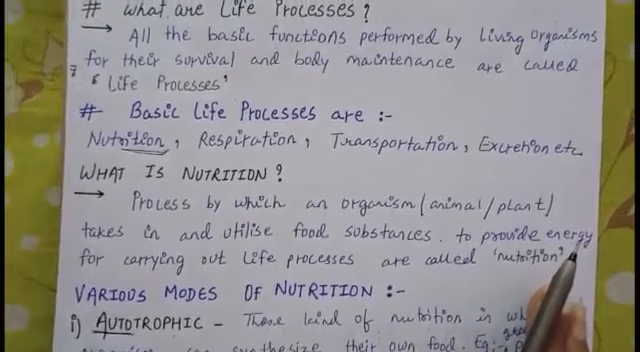 # What are Life Processes?
→ All the basic functions performed by living organisms
for their survival and body maintenance are called
'Life Processes'
# Basic Life Processes are :-
Nutrition, Respiration, Transportation, Excretion etc.
WHAT IS NUTRITION?
→ Process by which an organism/animal/plant)
takes in and utilise food substances. to provide energy
for carrying out life processes are called 'nutrition'
VARIOUS MODES OF NUTRITION :-
i) AUTOTROPHIC - Those kind of nutrition in
their own food. Eg:-